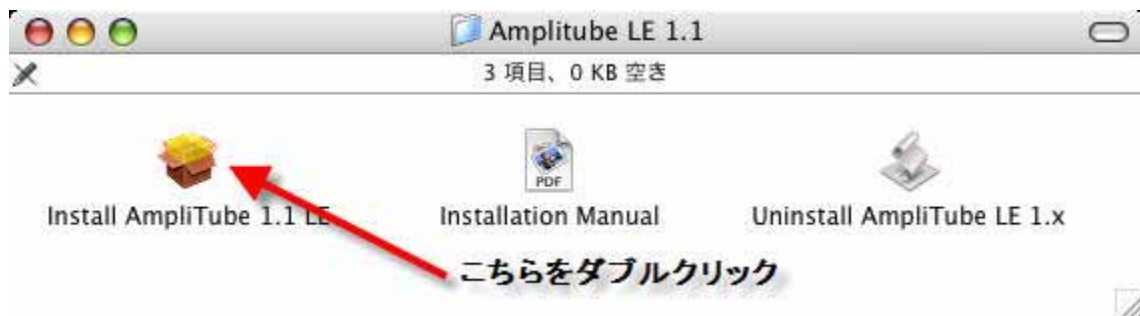 Amplitube LE 1.1
3 項目、0 KB 空き
PDF
Install AmpliTube 1.1 LE
Installation Manual
Uninstall AmpliTube LE 1.x
こちらをダブルクリック